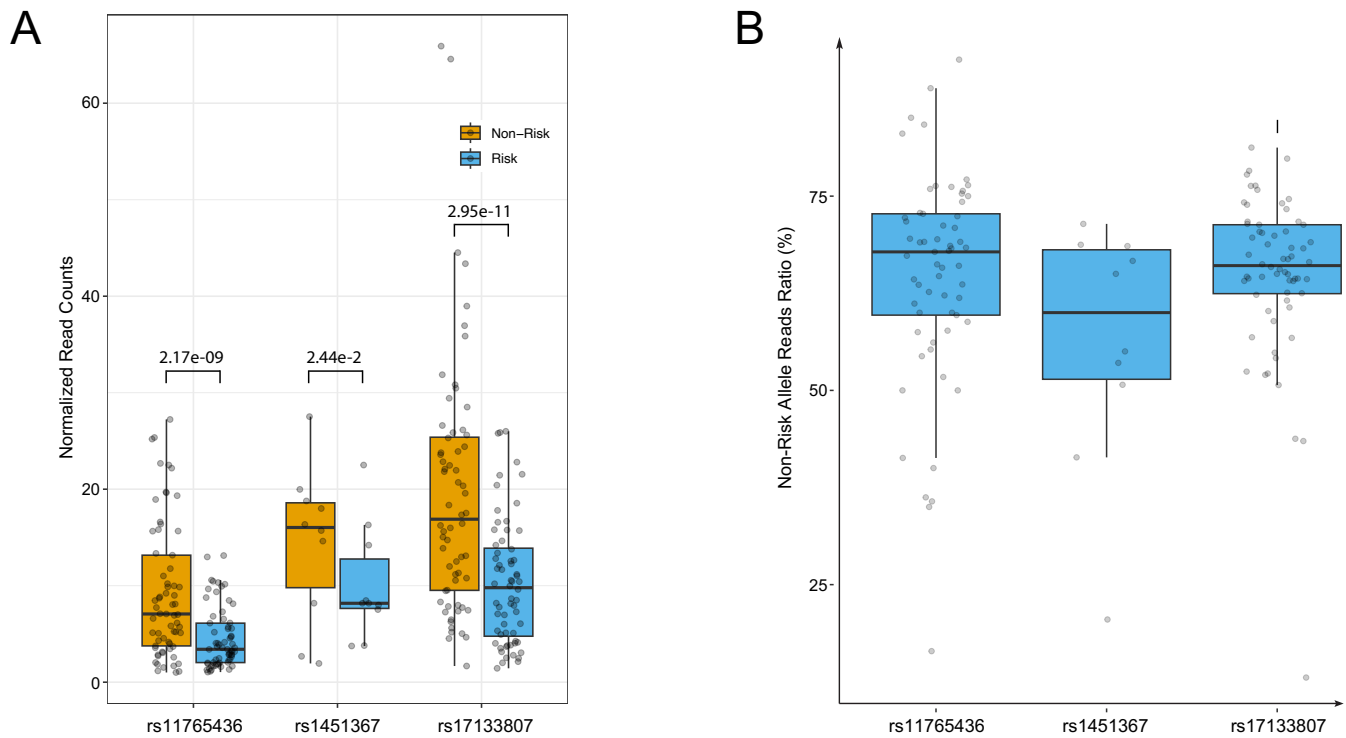 A
Normalized Read Counts
60
40
20
0
Non−Risk
Risk
2.17e-09
2.44e-2
2.95e-11
rs11765436
rs1451367
rs17133807
B
Non-Risk Allele Reads Ratio (%)
75
50
25
rs11765436
rs1451367
rs17133807